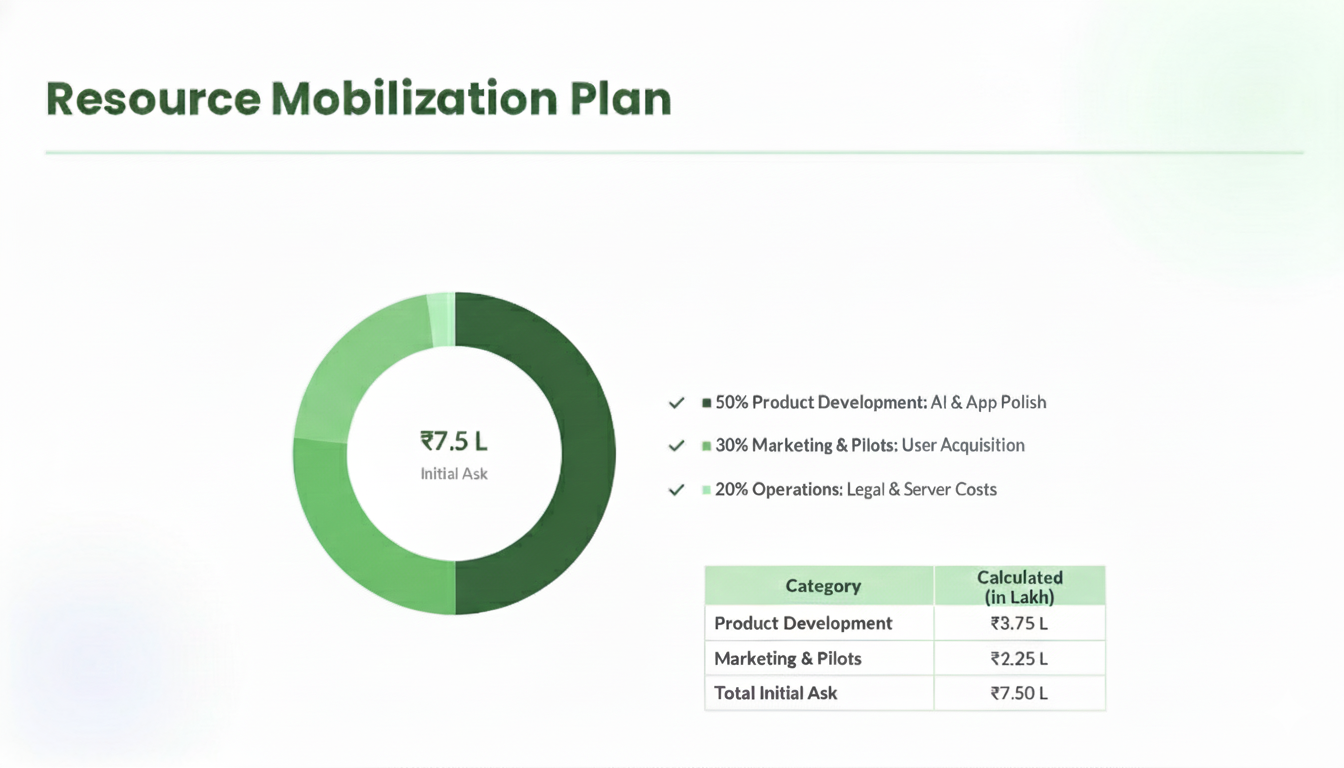 Resource Mobilization Plan
₹7.5 L
Initial Ask
50% Product Development: AI & App Polish
30% Marketing & Pilots: User Acquisition
20% Operations: Legal & Server Costs
Category
Calculated
(in Lakh)
Product Development
₹3.75 L
Marketing & Pilots
₹2.25 L
Total Initial Ask
₹7.50 L